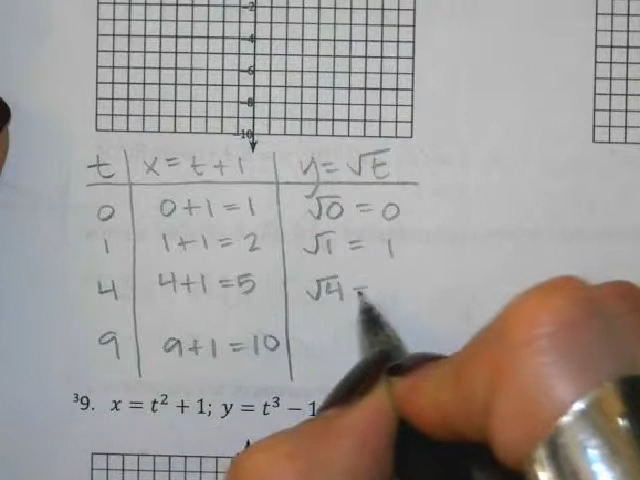 -2
-4
-6
-8
-10
t x = t + 1 y = √t
0 0+1 = 1 √0 = 0
1 1+1 = 2 √1 = 1
4 4+1 = 5 √4 =
9 9+1 = 10
³9. x = t² + 1; y = t³ − 1